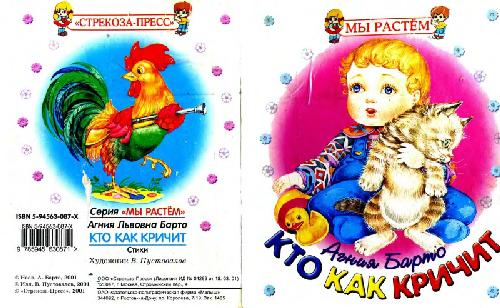 «СТРЕКОЗА-ПРЕСС»
ISBN 5-94563-087-X
Серия «МЫ РАСТЁМ»
Агния Львовна Барто
КТО КАК КРИЧИТ
Стихи
Художник В. Пустовалов
МЫ РАСТЁМ
Агния Барто
КТО КАК КРИЧИТ